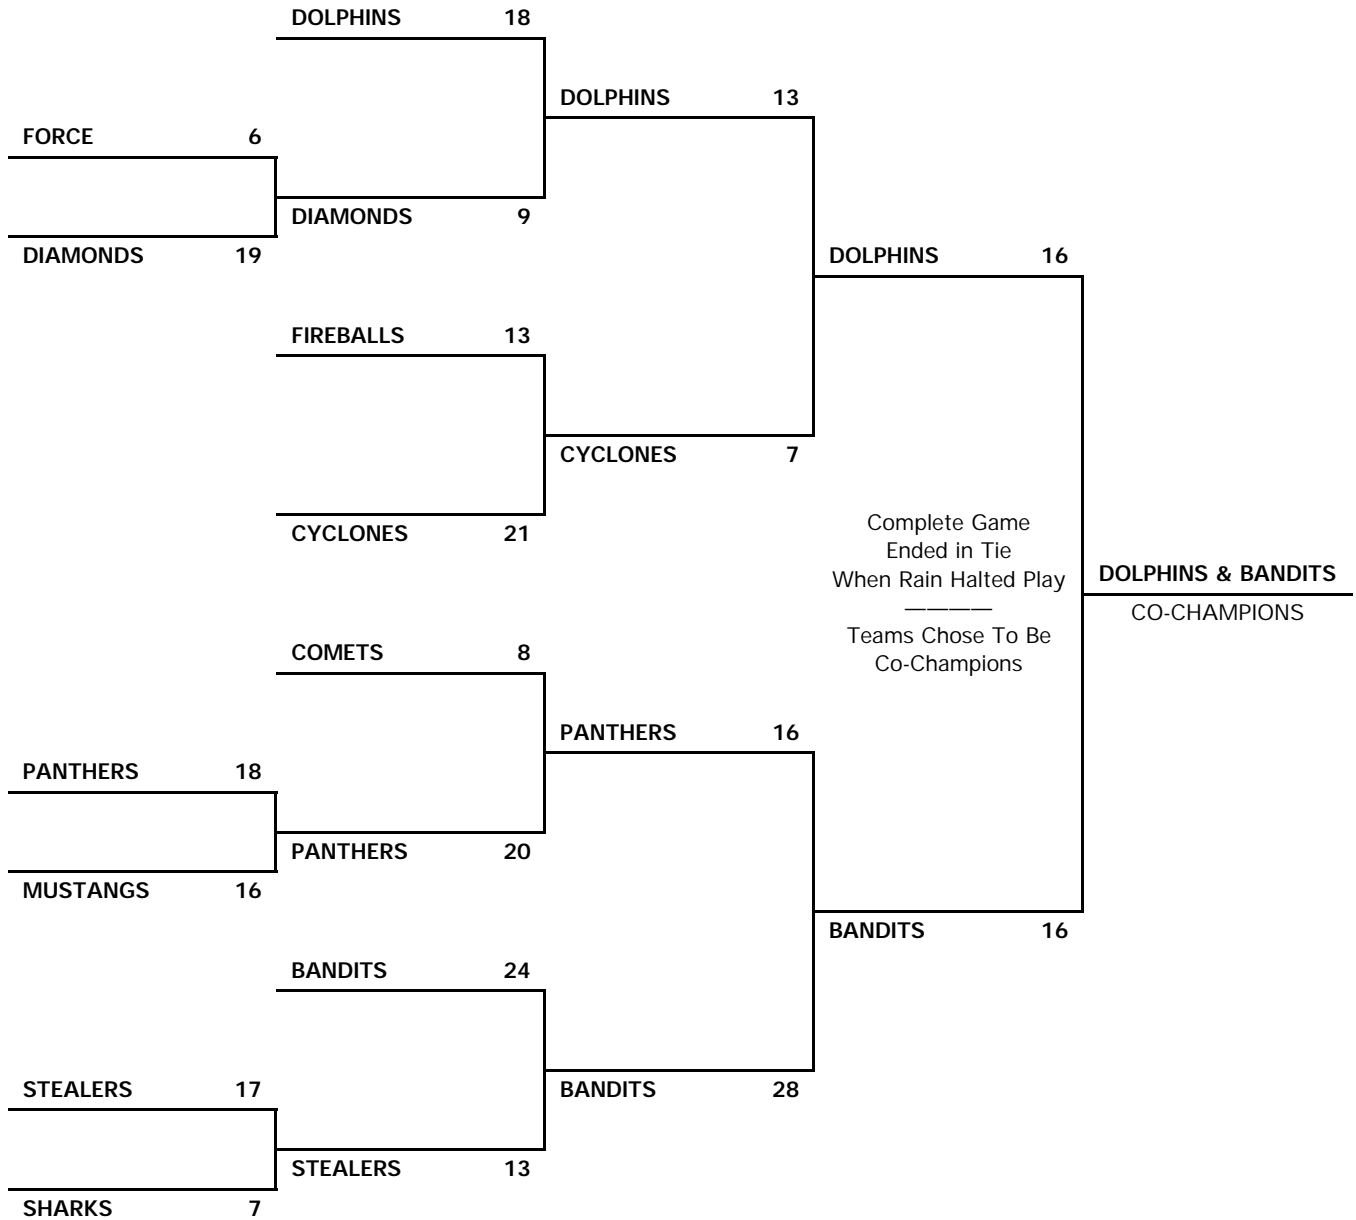 DOLPHINS 18
DOLPHINS 13
FORCE 6
DIAMONDS 9
DIAMONDS 19
DOLPHINS 16
FIREBALLS 13
CYCLONES 7
CYCLONES 21
Complete Game
Ended in Tie
When Rain Halted Play
————
Teams Chose To Be
Co-Champions
DOLPHINS & BANDITS
CO-CHAMPIONS
COMETS 8
PANTHERS 16
PANTHERS 18
PANTHERS 20
MUSTANGS 16
BANDITS 16
BANDITS 24
STEALERS 17
BANDITS 28
STEALERS 13
SHARKS 7